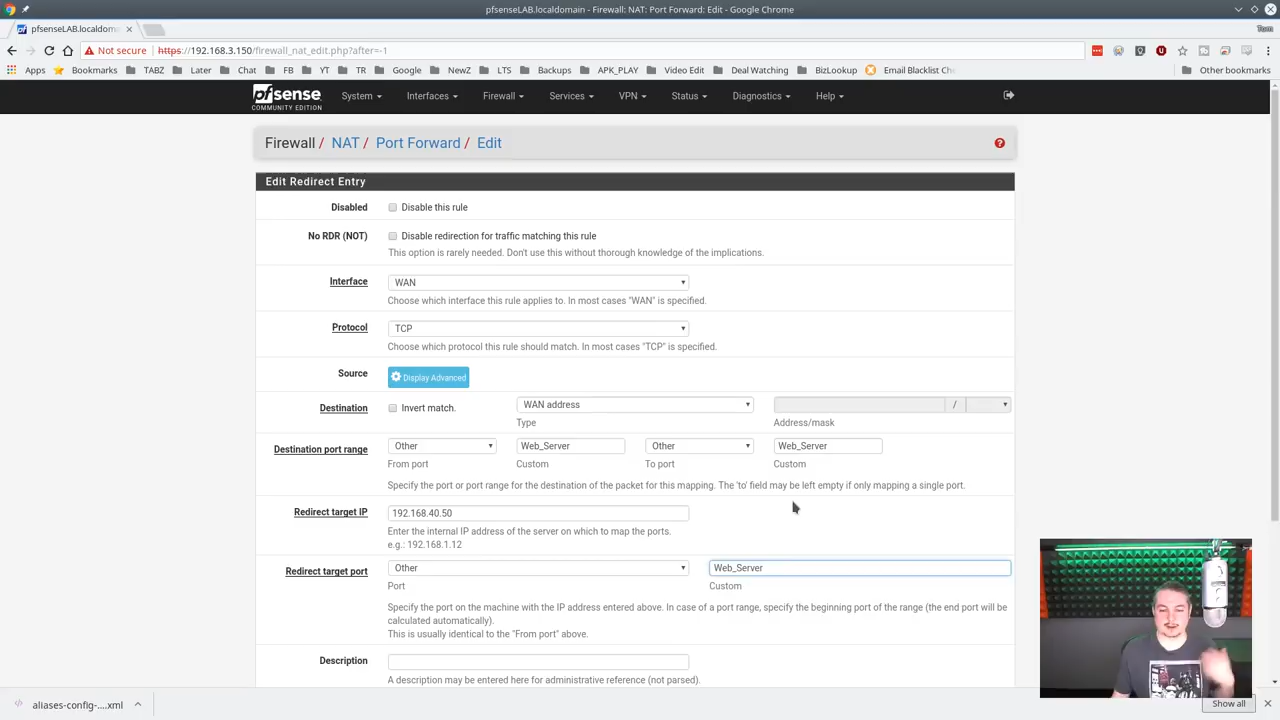 pfsenseLAB.localdomain - Firewall: NAT: Port Forward: Edit - Google Chrome
pfsenseLAB.localdomain
Tom
Not secure https://192.168.3.150/firewall_nat_edit.php?after=-1
Apps Bookmarks TABZ Later Chat FB YT TR Google NewZ LTS Backups APK_PLAY Video Edit Deal Watching BizLookup Email Blacklist Che Other bookmarks
pfsense
COMMUNITY EDITION
System Interfaces Firewall Services VPN Status Diagnostics Help
Firewall / NAT / Port Forward / Edit
Edit Redirect Entry
Disabled Disable this rule
No RDR (NOT) Disable redirection for traffic matching this rule
This option is rarely needed. Don't use this without thorough knowledge of the implications.
Interface WAN
Choose which interface this rule applies to. In most cases "WAN" is specified.
Protocol TCP
Choose which protocol this rule should match. In most cases "TCP" is specified.
Source Display Advanced
Destination Invert match. WAN address /
Type Address/mask
Destination port range Other Web_Server Other Web_Server
From port Custom To port Custom
Specify the port or port range for the destination of the packet for this mapping. The 'to' field may be left empty if only mapping a single port.
Redirect target IP 192.168.40.50
Enter the internal IP address of the server on which to map the ports.
e.g.: 192.168.1.12
Redirect target port Other Web_Server
Port Custom
Specify the port on the machine with the IP address entered above. In case of a port range, specify the beginning port of the range (the end port will be
calculated automatically).
This is usually identical to the "From port" above.
Description
A description may be entered here for administrative reference (not parsed).
aliases-config-....xml
Show all